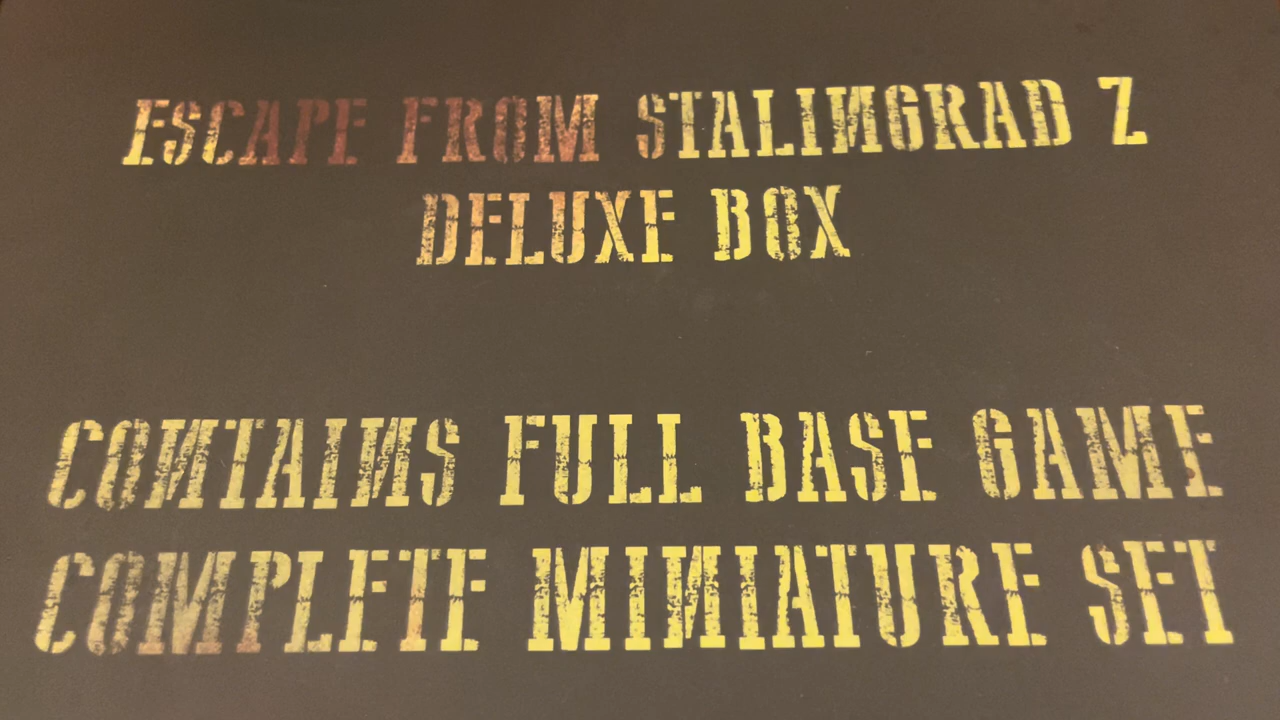 ESCAPE FROM STALINGRAD Z
DELUXE BOX
CONTAINS FULL BASE GAME
COMPLETE MINIATURE SET